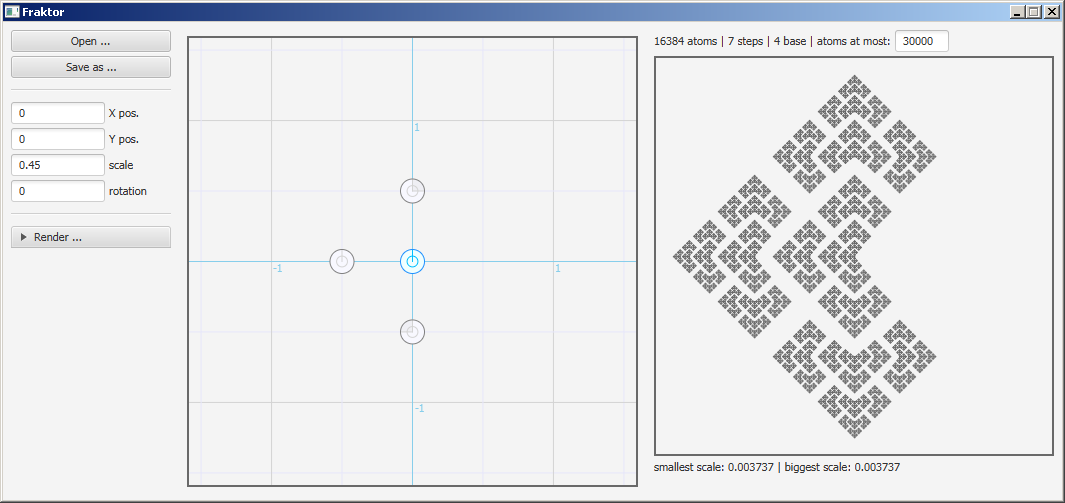 Fraktor
Open ...
Save as ...
0 X pos.
0 Y pos.
0.45 scale
0 rotation
Render ...
1
-1
1
-1
16384 atoms | 7 steps | 4 base | atoms at most: 30000
smallest scale: 0.003737 | biggest scale: 0.003737